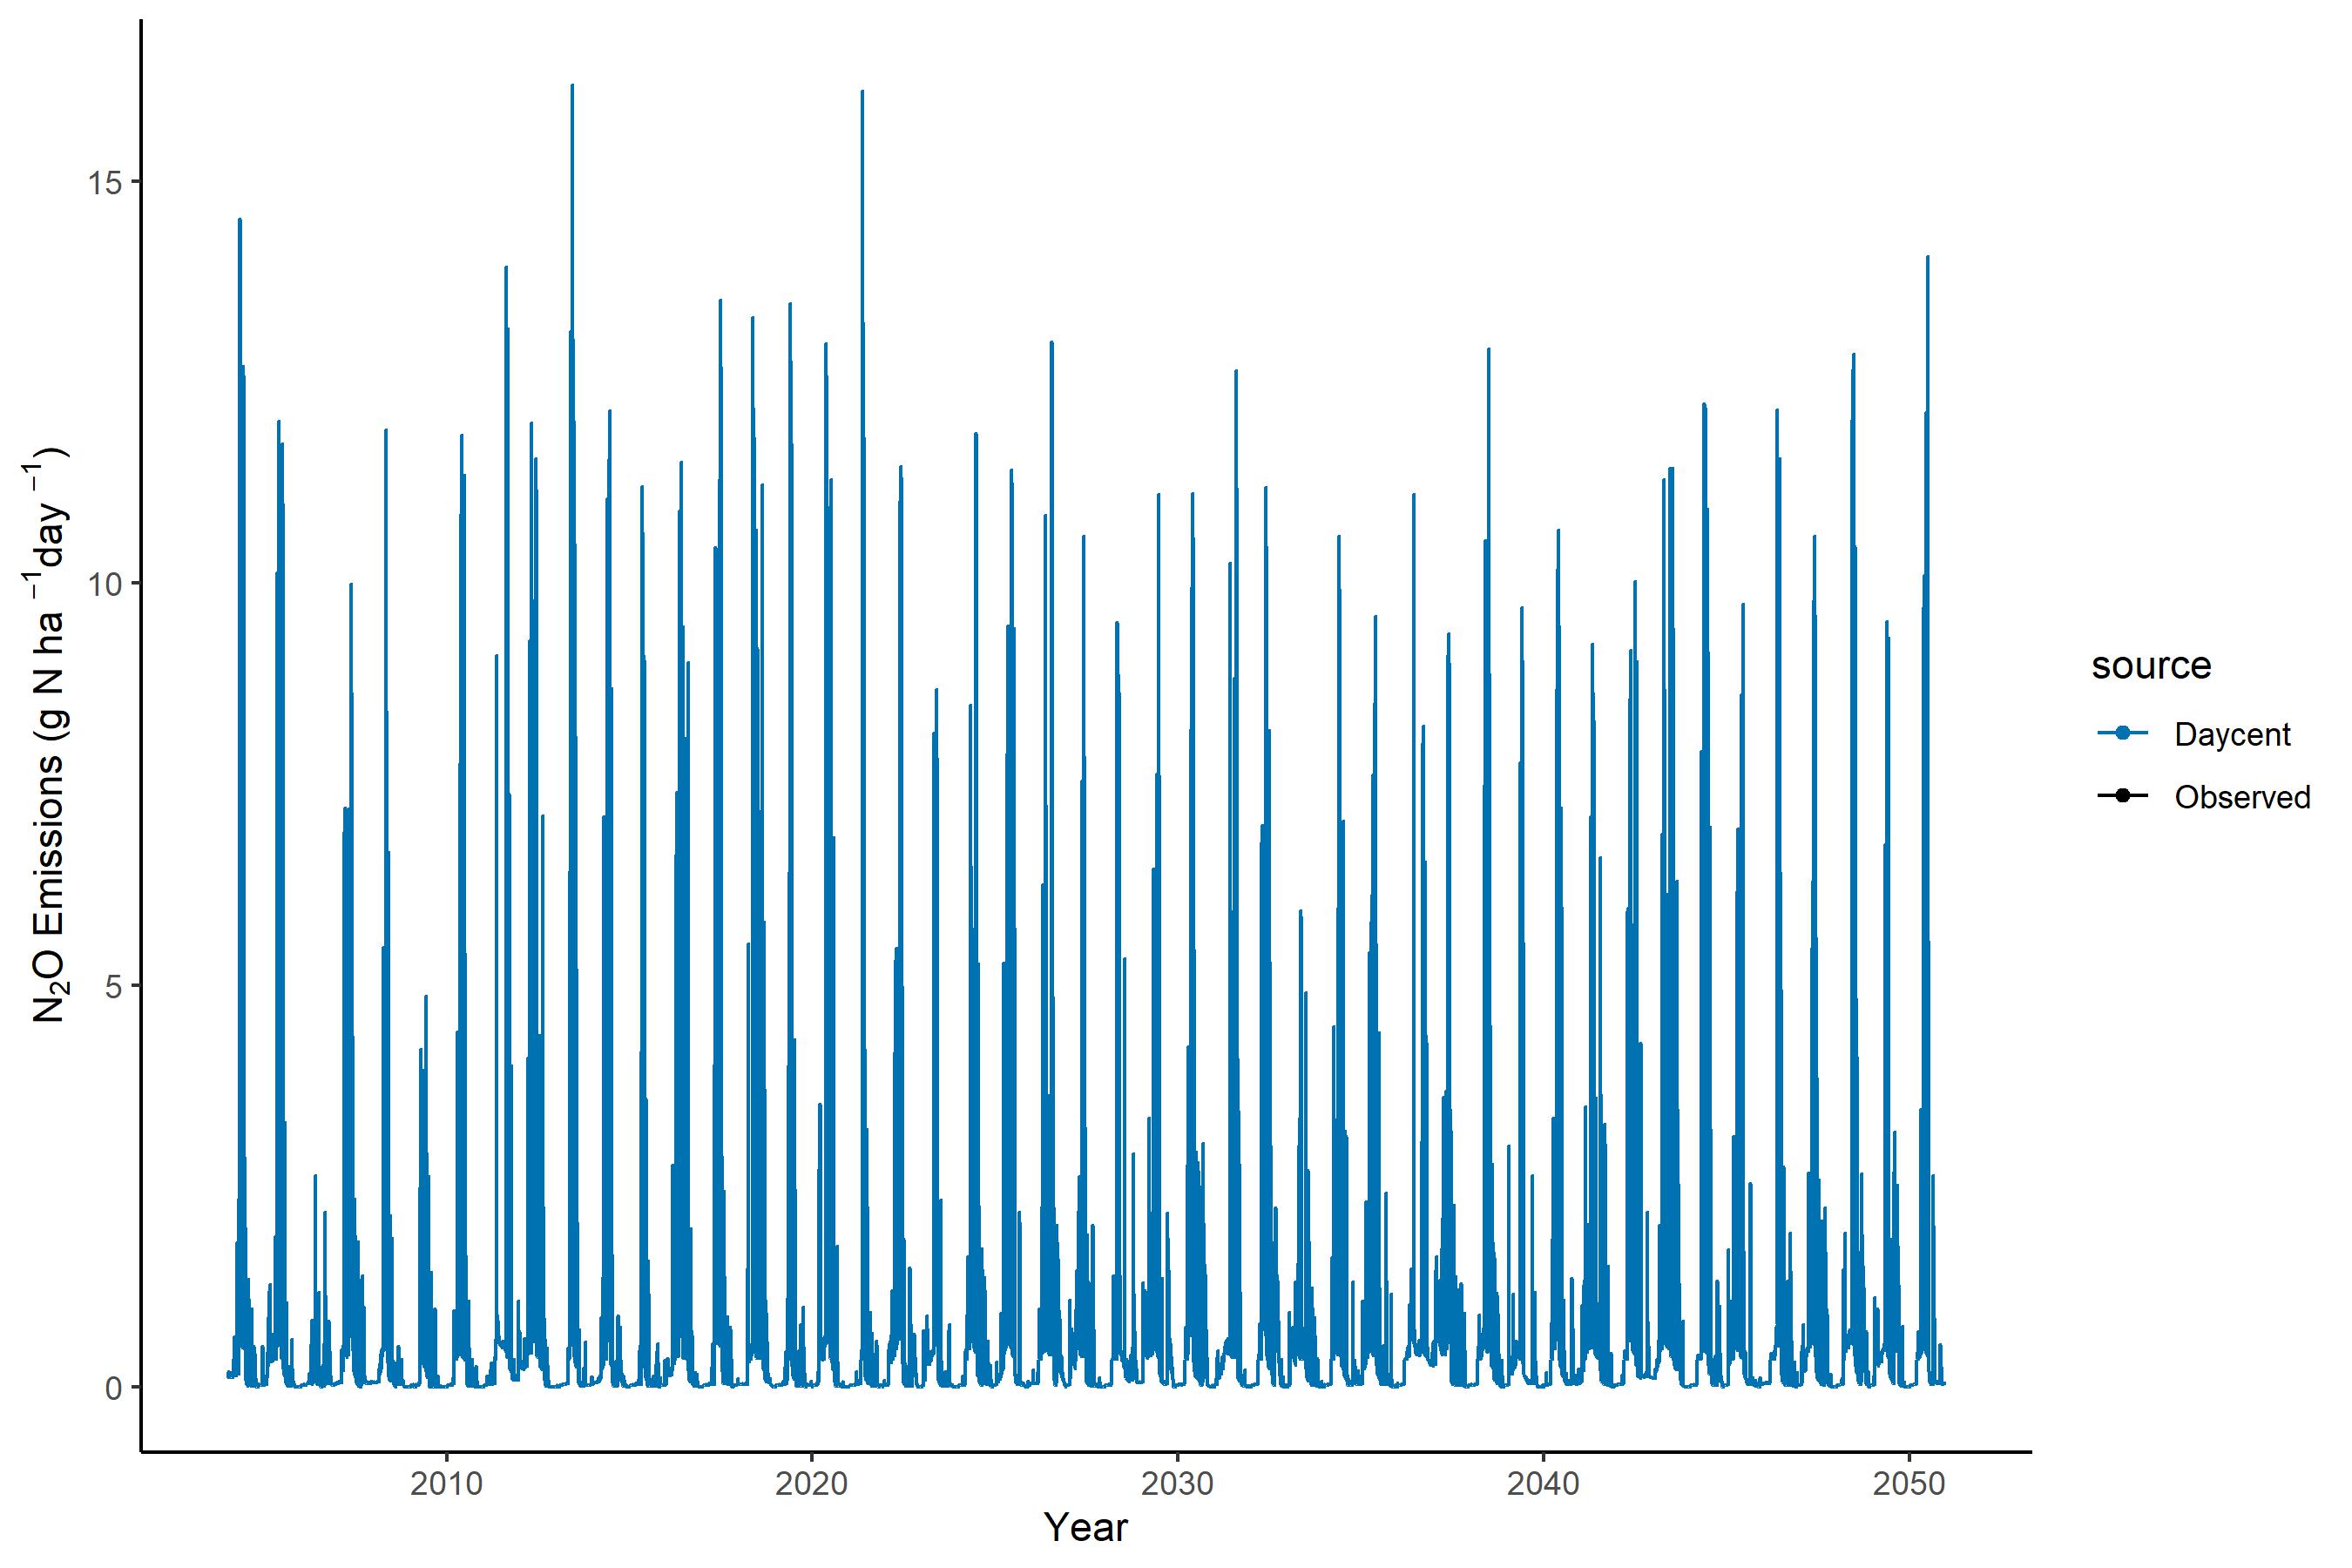 N₂O Emissions (g N ha ⁻¹day ⁻¹)
15
10
5
0
2010 2020 2030 2040 2050
Year
source
Daycent
Observed